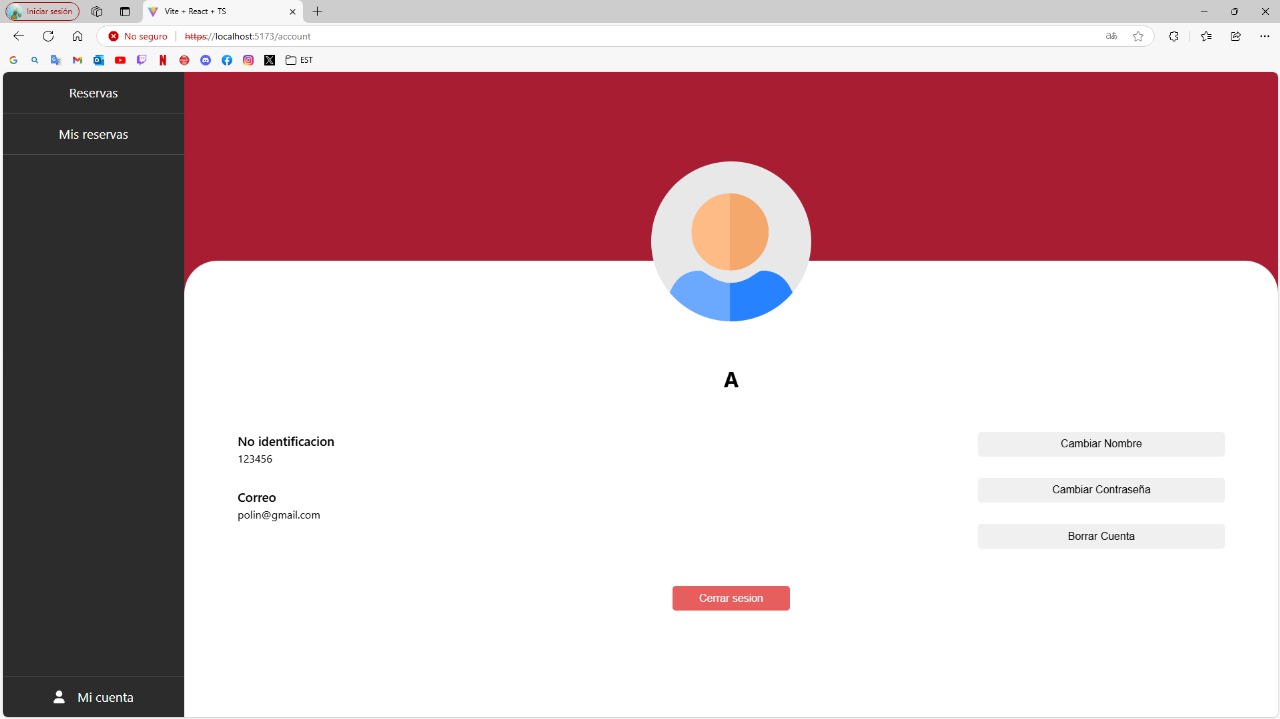 Iniciar sesión
Vite + React + TS
No seguro
https://localhost:5173/account
EST
Reservas
Mis reservas
A
No identificacion
123456
Correo
polin@gmail.com
Cambiar Nombre
Cambiar Contraseña
Borrar Cuenta
Cerrar sesion
Mi cuenta